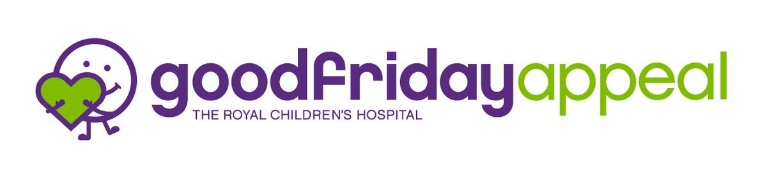 goodfridayappeal
THE ROYAL CHILDREN'S HOSPITAL